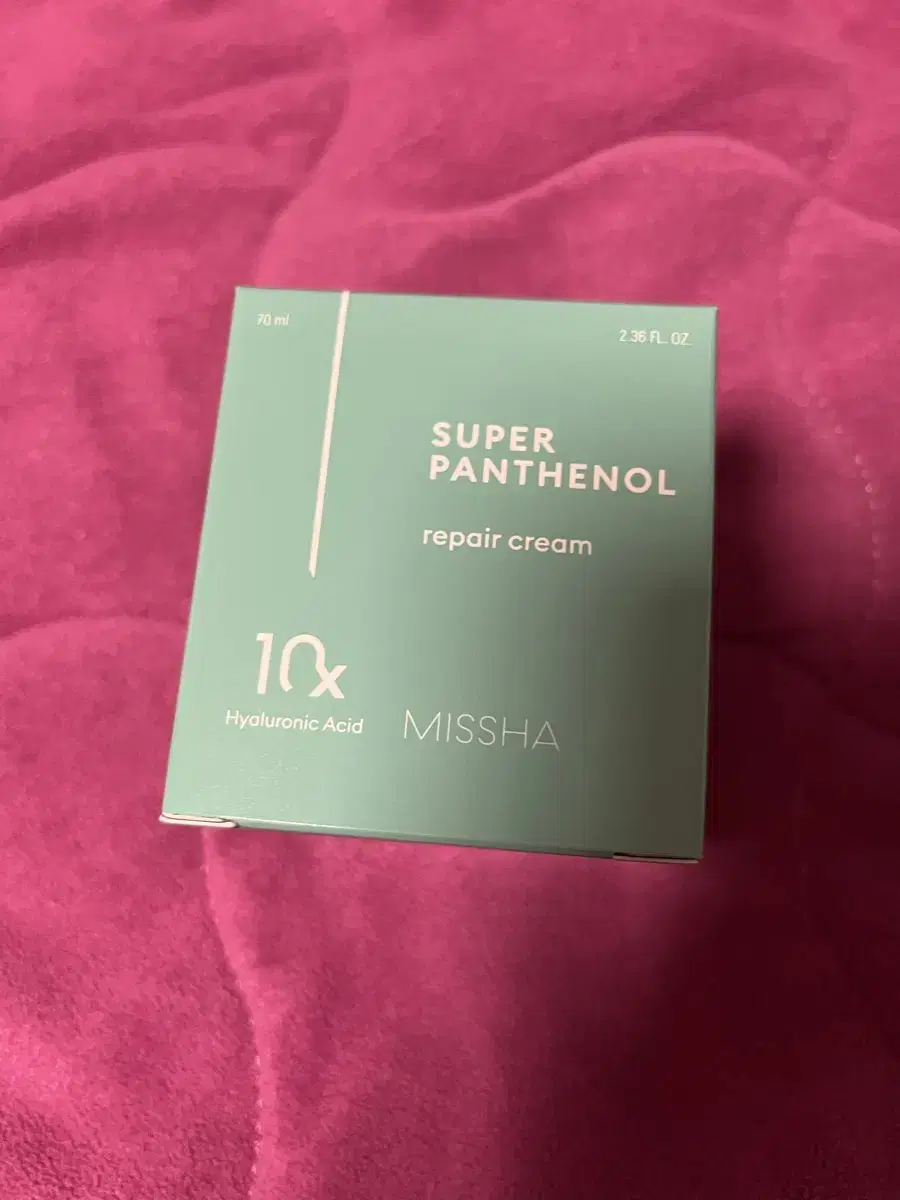 70 ml
2.36 FL. OZ.
SUPER
PANTHENOL
repair cream
10x
Hyaluronic Acid
MISSHA